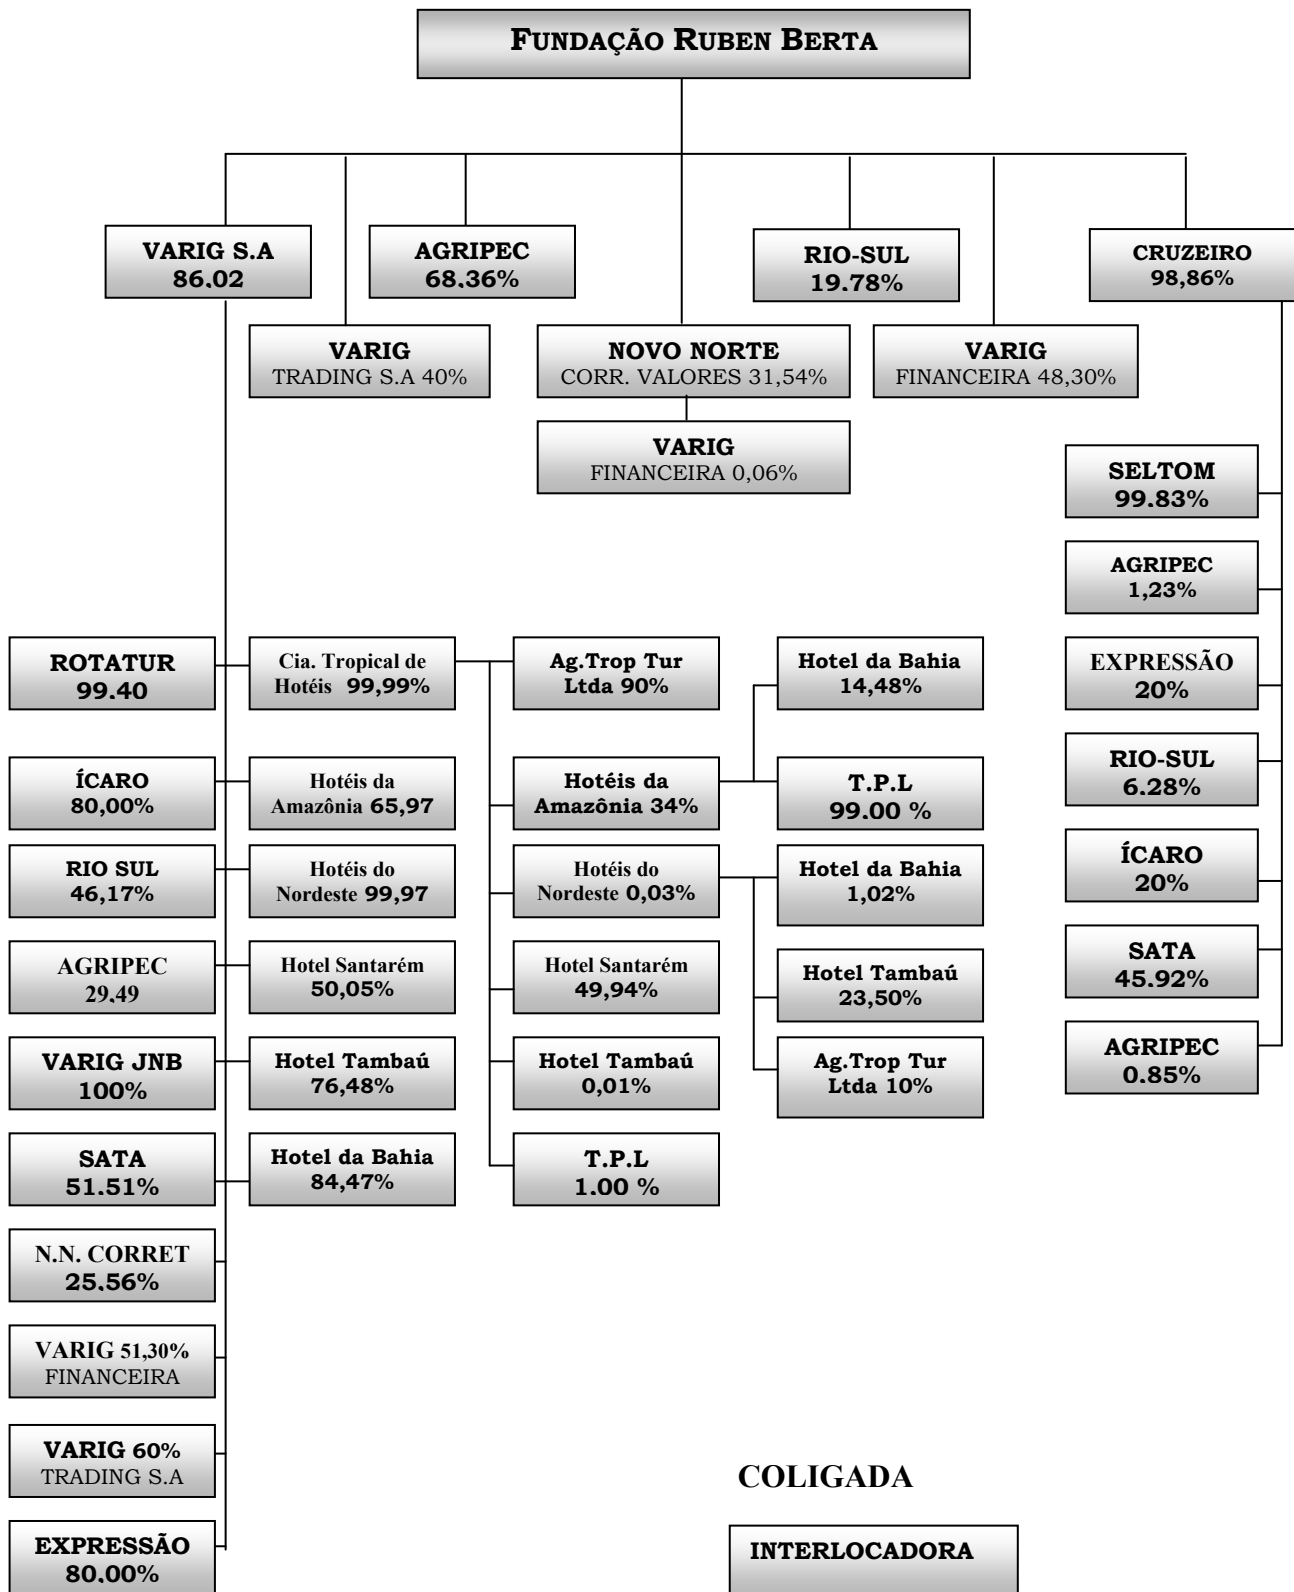 FUNDAÇÃO RUBEN BERTA
VARIG S.A
86.02
AGRIPEC
68.36%
RIO-SUL
19.78%
CRUZEIRO
98,86%
VARIG
TRADING S.A 40%
NOVO NORTE
CORR. VALORES 31,54%
VARIG
FINANCEIRA 48,30%
VARIG
FINANCEIRA 0,06%
SELTOM
99.83%
AGRIPEC
1,23%
EXPRESSÃO
20%
RIO-SUL
6.28%
ÍCARO
20%
SATA
45.92%
AGRIPEC
0.85%
ROTATUR
99.40
Cia. Tropical de
Hotéis 99,99%
Ag.Trop Tur
Ltda 90%
Hotel da Bahia
14,48%
ÍCARO
80,00%
Hotéis da
Amazônia 65,97
Hotéis da
Amazônia 34%
T.P.L
99.00 %
RIO SUL
46,17%
Hotéis do
Nordeste 99,97
Hotéis do
Nordeste 0,03%
Hotel da Bahia
1,02%
AGRIPEC
29,49
Hotel Santarém
50,05%
Hotel Santarém
49,94%
Hotel Tambaú
23,50%
VARIG JNB
100%
Hotel Tambaú
76,48%
Hotel Tambaú
0,01%
Ag.Trop Tur
Ltda 10%
SATA
51.51%
Hotel da Bahia
84,47%
T.P.L
1.00 %
N.N. CORRET
25.56%
VARIG 51,30%
FINANCEIRA
VARIG 60%
TRADING S.A
EXPRESSÃO
80.00%
COLIGADA
INTERLOCADORA